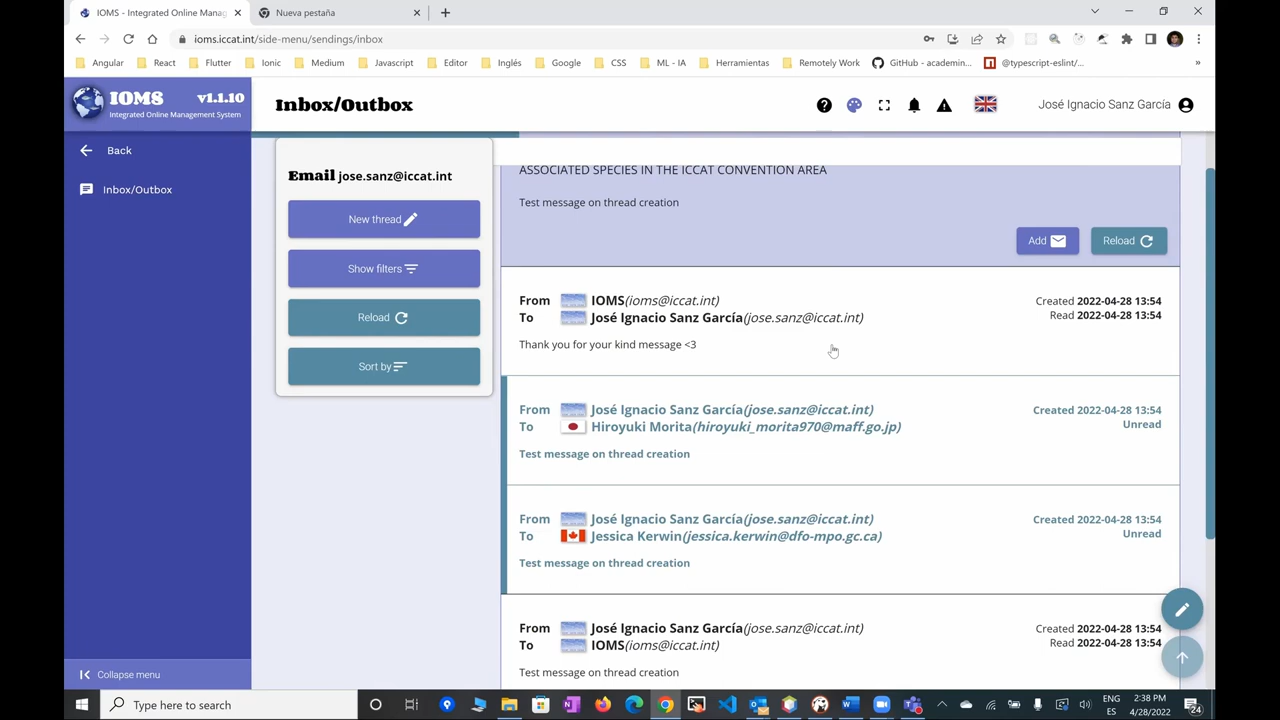 IOMS - Integrated Online Manag
Nueva pestaña
ioms.iccat.int/side-menu/sendings/inbox
Angular
React
Flutter
Ionic
Medium
Javascript
Editor
Inglés
Google
CSS
ML - IA
Herramientas
Remotely Work
GitHub - academin...
@typescript-eslint/...
»
IOMS v1.1.10
Integrated Online Management System
Inbox/Outbox
José Ignacio Sanz García
Back
Inbox/Outbox
Collapse menu
Email jose.sanz@iccat.int
New thread
Show filters
Reload
Sort by
ASSOCIATED SPECIES IN THE ICCAT CONVENTION AREA
Test message on thread creation
Add
Reload
From IOMS(ioms@iccat.int) Created 2022-04-28 13:54
To José Ignacio Sanz García(jose.sanz@iccat.int) Read 2022-04-28 13:54
Thank you for your kind message <3
From José Ignacio Sanz García(jose.sanz@iccat.int) Created 2022-04-28 13:54
To Hiroyuki Morita(hiroyuki_morita970@maff.go.jp) Unread
Test message on thread creation
From José Ignacio Sanz García(jose.sanz@iccat.int) Created 2022-04-28 13:54
To Jessica Kerwin(jessica.kerwin@dfo-mpo.gc.ca) Unread
Test message on thread creation
From José Ignacio Sanz García(jose.sanz@iccat.int) Created 2022-04-28 13:54
To IOMS(ioms@iccat.int) Read 2022-04-28 13:54
Test message on thread creation
Type here to search
ENG
ES
2:38 PM
4/28/2022
24